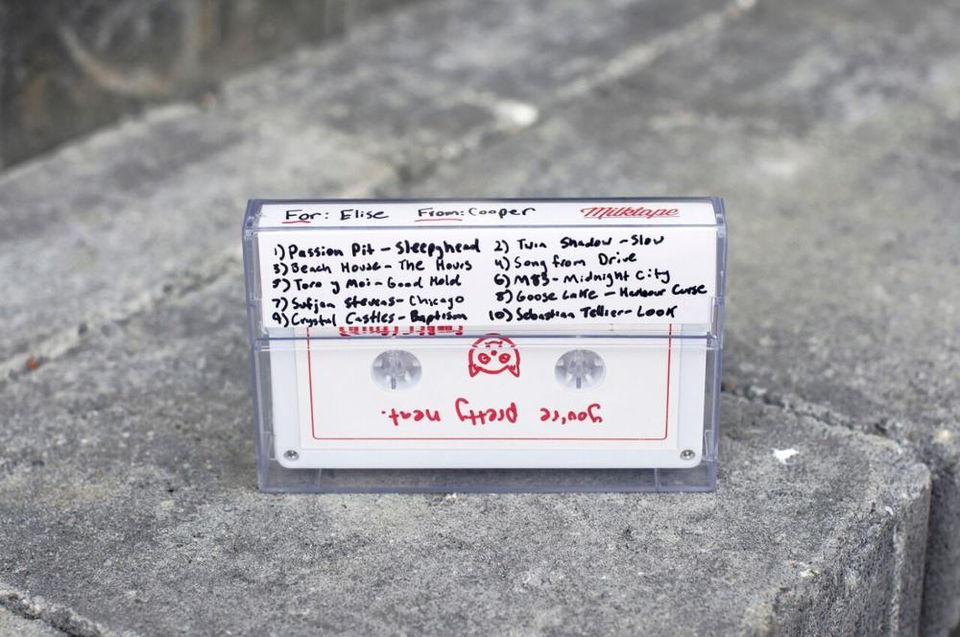 For: Elise From: Cooper Milktape
1) Passion Pit - Sleepyhead 2) Twin Shadow - Slow
3) Beach House - The Hours 4) Song from Drive
5) Toro y Moi - Good Hold 6) M83 - Midnight City
7) Sufjan Stevens - Chicago 8) Goose Lake - Harbour Curse
9) Crystal Castles - Baptism 10) Sebastian Tellier - Look
you're pretty neat.